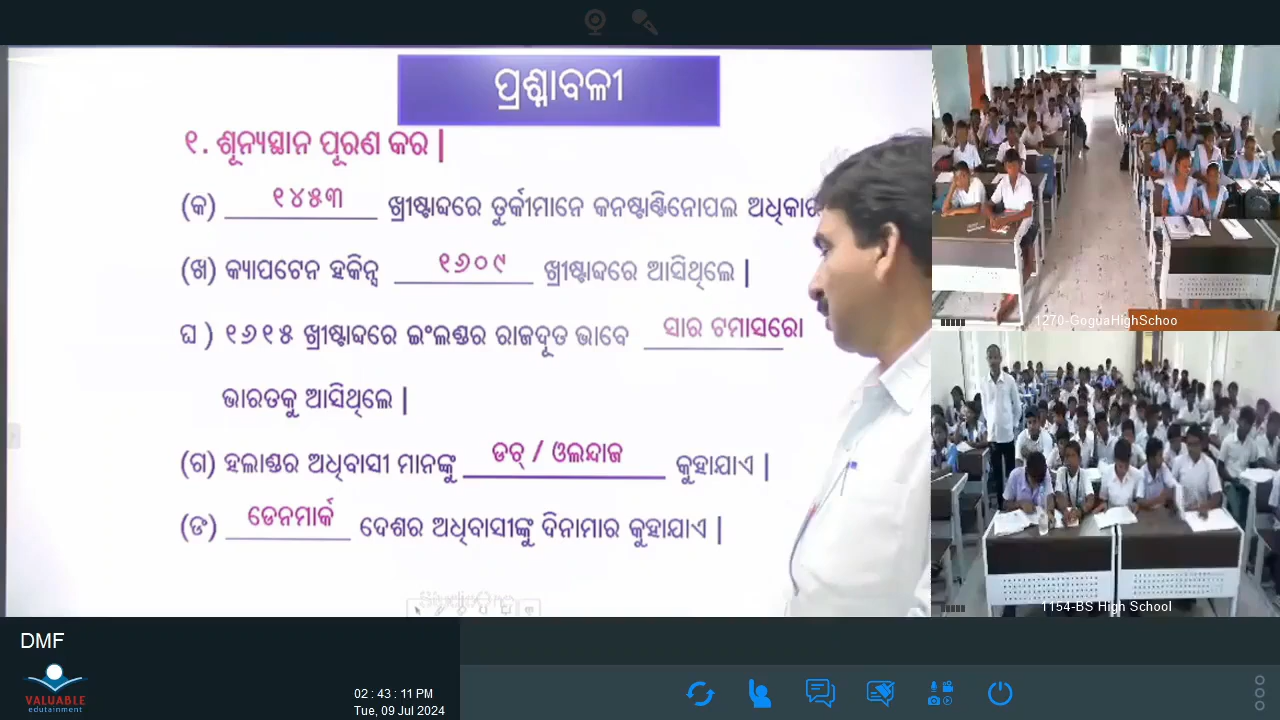 ପ୍ରଶ୍ନାବଳୀ
୧. ଶୂନ୍ୟସ୍ଥାନ ପୂରଣ କର |
(କ) ୧୪୫୩ ଖ୍ରୀଷ୍ଟାବ୍ଦରେ ତୁର୍କୀମାନେ କନଷ୍ଟାଣ୍ଟିନୋପଲ
(ଖ) କ୍ୟାପଟେନ ହକିନ୍ସ ୧୬୦୯ ଖ୍ରୀଷ୍ଟାବ୍ଦରେ ଆସିଥିଲେ |
ଘ ) ୧୬୧୫ ଖ୍ରୀଷ୍ଟାବ୍ଦରେ ଇଂଲଣ୍ଡର ରାଜଦୂତ ଭାବେ ସାର ଟମାସରୋ
ଭାରତକୁ ଆସିଥିଲେ |
(ଗ) ହଲାଣ୍ଡର ଅଧିବାସୀ ମାନଙ୍କୁ ଡଚ୍ / ଓଲନ୍ଦାଜ କୁହାଯାଏ |
(ଙ) ଡେନମାର୍କ ଦେଶର ଅଧିବାସୀଙ୍କୁ ଦିନାମାର କୁହାଯାଏ |
1270-GoguaHighSchoo
1154-BS High School
DMF
VALUABLE
edutainment
02 : 43 : 11 PM
Tue, 09 Jul 2024